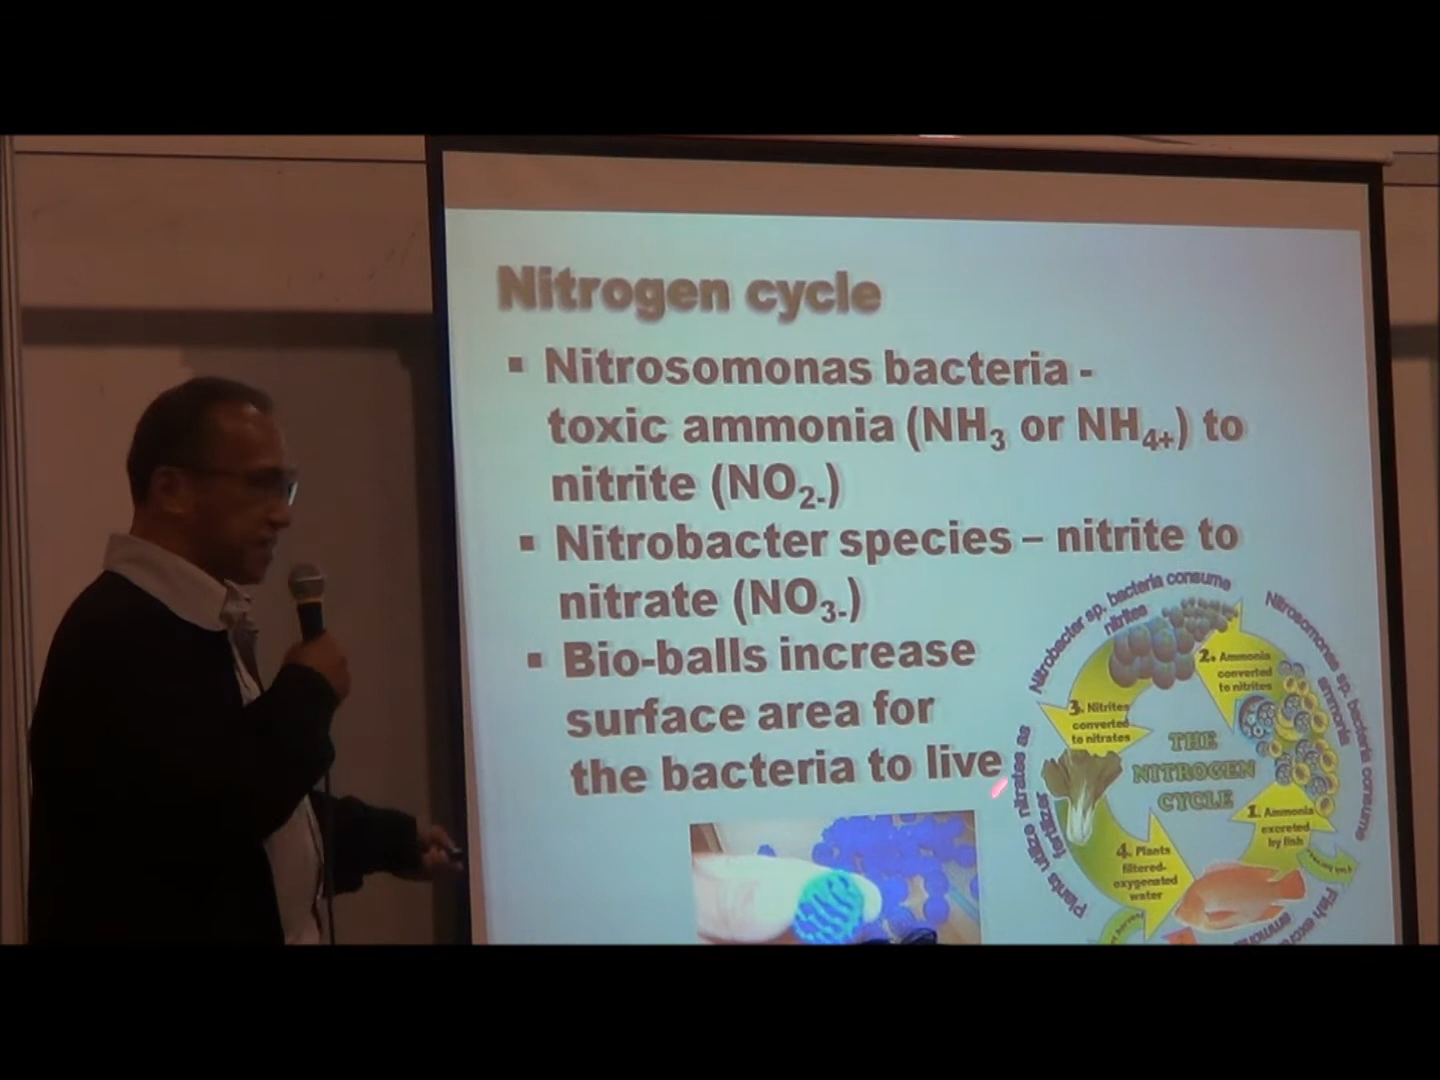 Nitrogen cycle
▪ Nitrosomonas bacteria -
toxic ammonia (NH3 or NH4+) to
nitrite (NO2-)
▪ Nitrobacter species – nitrite to
nitrate (NO3-)
▪ Bio-balls increase
surface area for
the bacteria to live
Nitrobacter sp. bacteria consume
nitrites
Nitrosomonse sp. bacteria consume
ammonia
2. Ammonia
converted
to nitrites
3. Nitrites
converted
to nitrates
THE
NITROGEN
CYCLE
1. Ammonia
excreted
by fish
Plants utilize nitrates as
fertilizer
4. Plants
filtered-
oxygenated
water
Fish